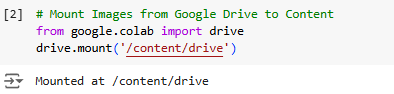 [2] # Mount Images from Google Drive to Content
from google.colab import drive
drive.mount('/content/drive')
Mounted at /content/drive